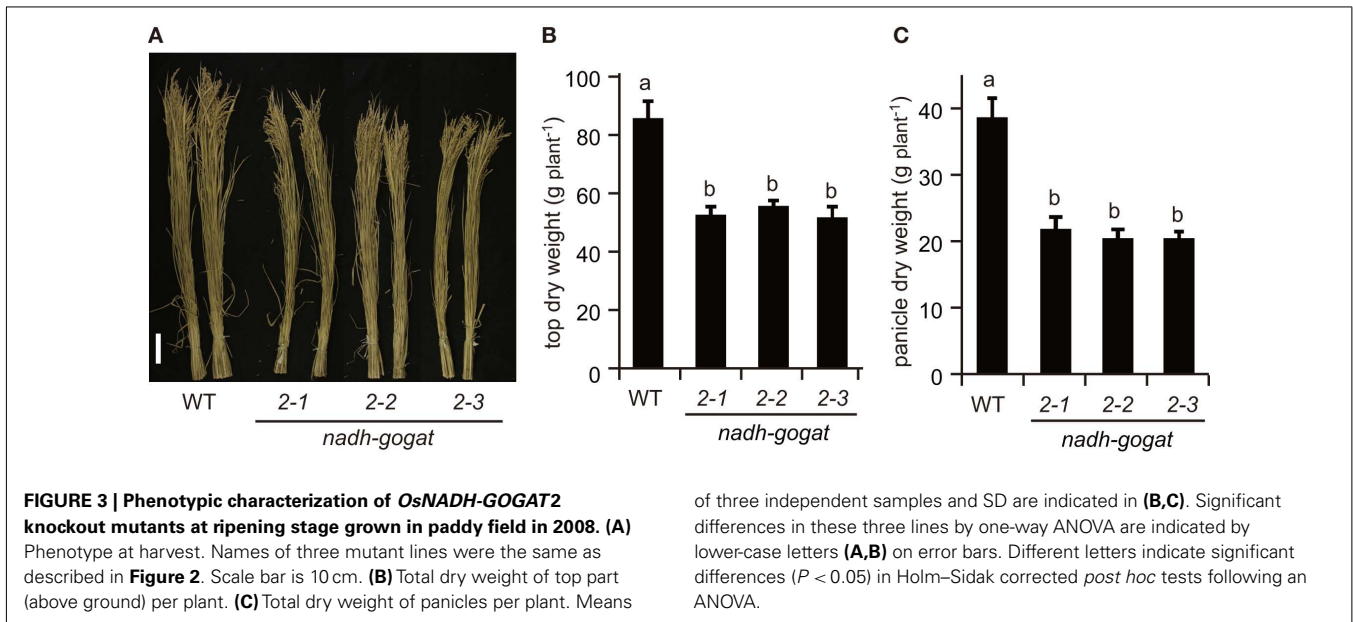 A
WT
2-1
2-2
2-3
nadh-gogat
B
top dry weight (g plant-1)
100
80
60
40
20
0
a
b
b
b
WT
2-1
2-2
2-3
nadh-gogat
C
panicle dry weight (g plant-1)
40
30
20
10
0
a
b
b
b
WT
2-1
2-2
2-3
nadh-gogat
FIGURE 3 | Phenotypic characterization of OsNADH-GOGAT2
knockout mutants at ripening stage grown in paddy field in 2008. (A)
Phenotype at harvest. Names of three mutant lines were the same as
described in Figure 2. Scale bar is 10 cm. (B) Total dry weight of top part
(above ground) per plant. (C) Total dry weight of panicles per plant. Means
of three independent samples and SD are indicated in (B,C). Significant
differences in these three lines by one-way ANOVA are indicated by
lower-case letters (A,B) on error bars. Different letters indicate significant
differences (P < 0.05) in Holm–Sidak corrected post hoc tests following an
ANOVA.